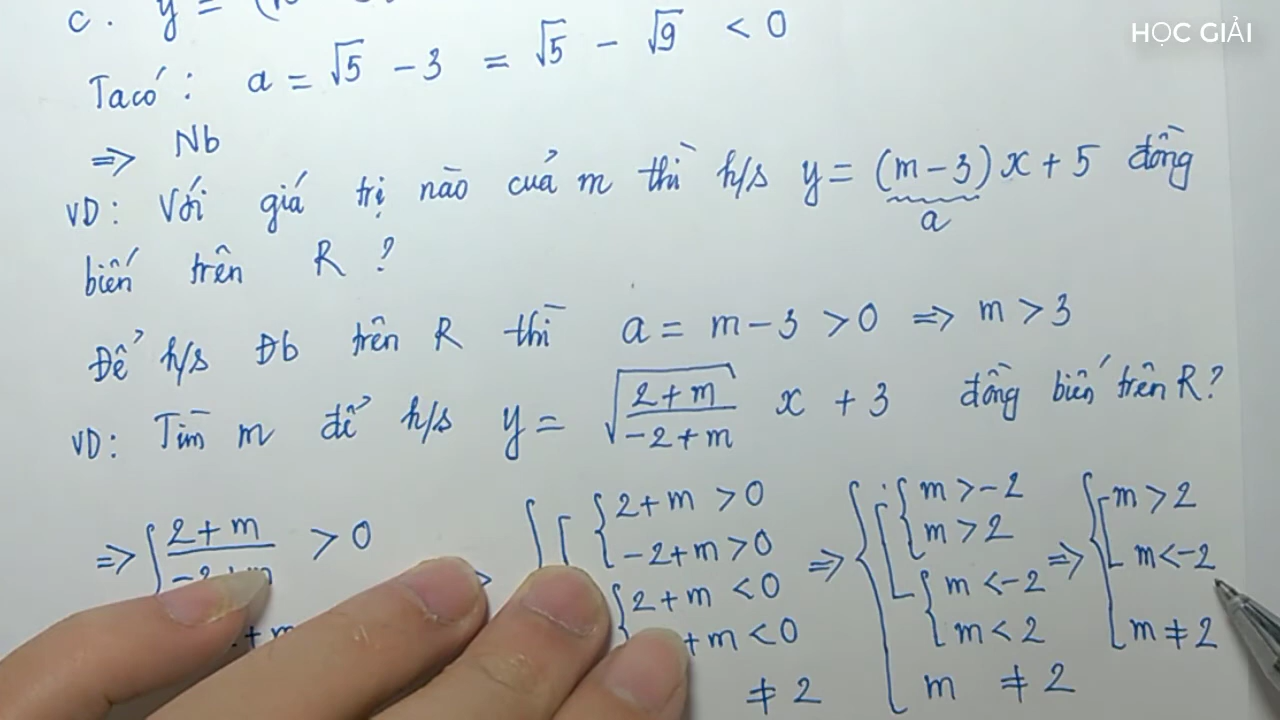 HỌC GIẢI
c. y = (
Ta có: a = √5 - 3 = √5 - √9 < 0
=> Nb
VD: Với giá trị nào của m thì h/s y = (m - 3) x + 5 đồng
a
biến trên R ?
Để h/s Đb trên R thì a = m - 3 > 0 => m > 3
VD: Tìm m để h/s y = √((2 + m)/(-2 + m)) x + 3 đồng biến trên R?
=> { (2 + m)/(-2 + m) > 0
{ [ { 2 + m > 0
-2 + m > 0
{ 2 + m < 0
+ m < 0
≠ 2
=> { [ { m > -2
m > 2
{ m < -2
m < 2
m ≠ 2
=> { [ m > 2
m < -2
m ≠ 2